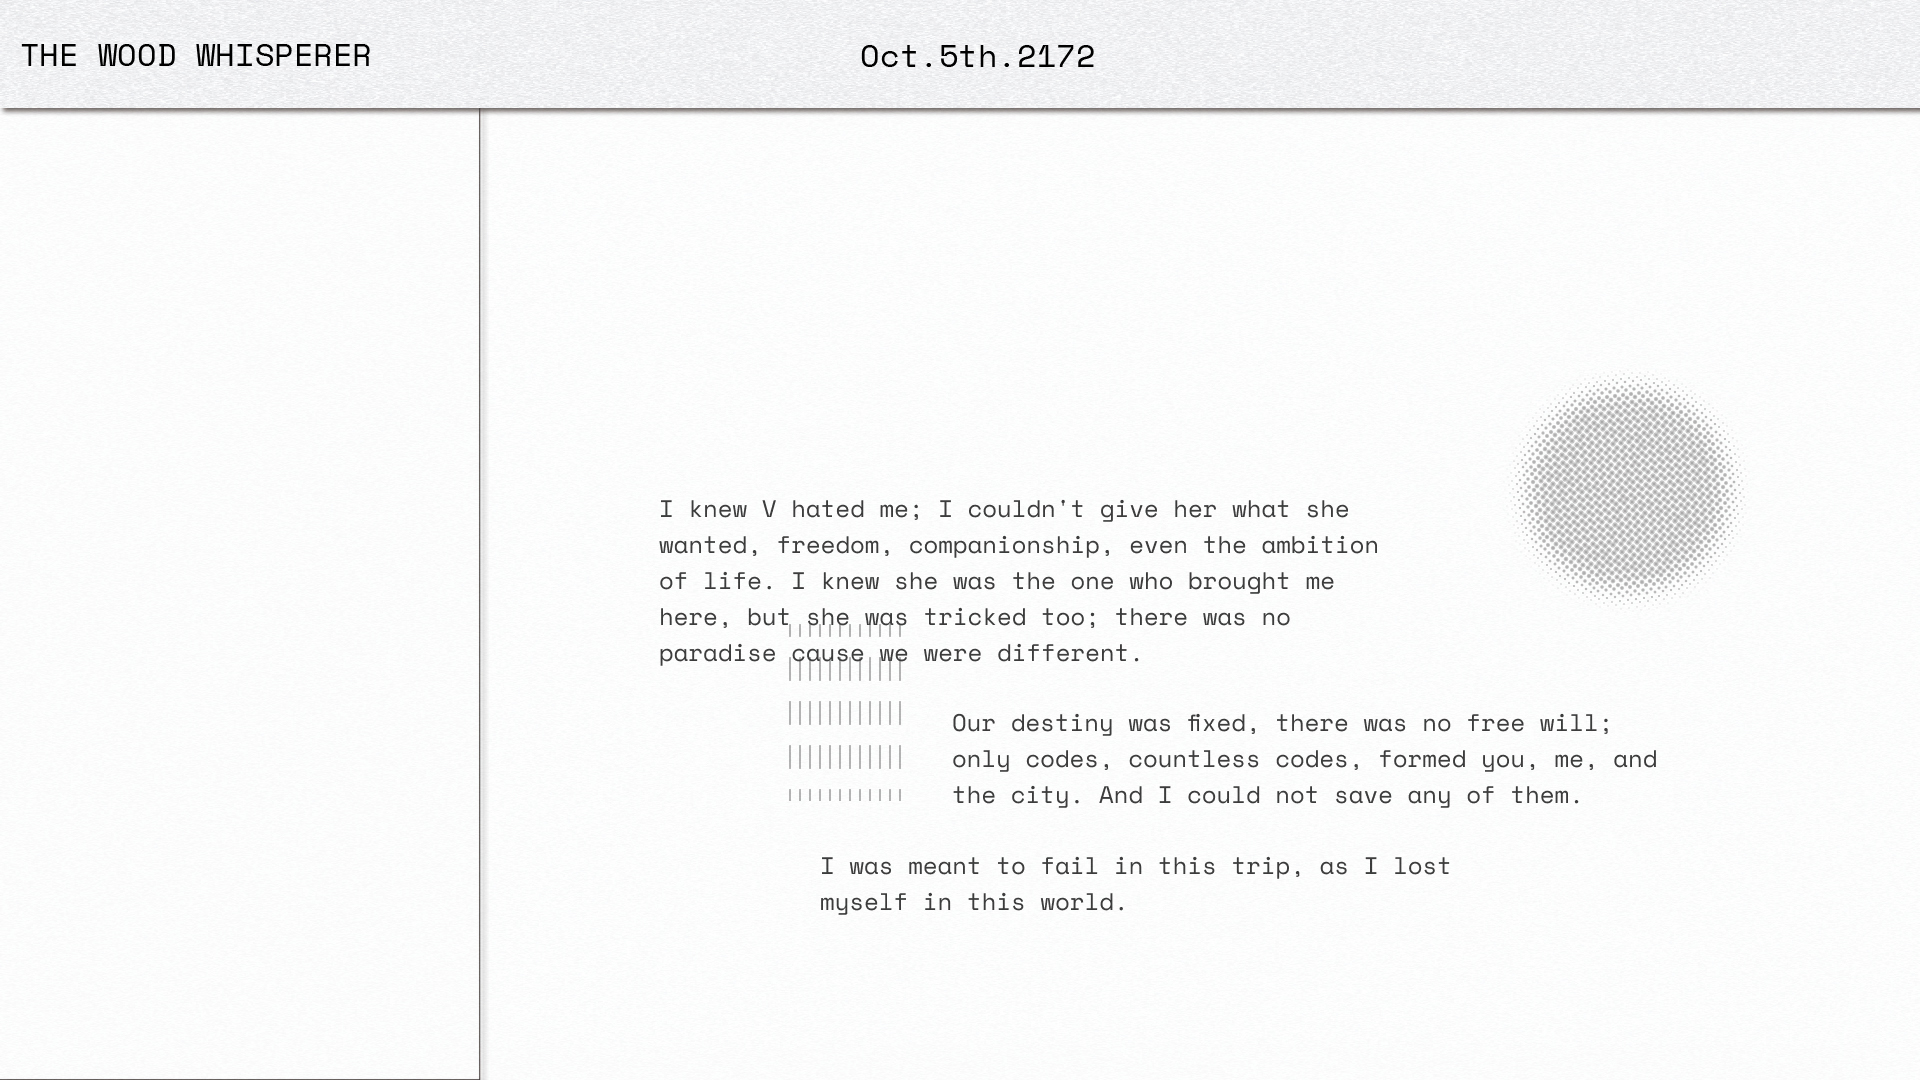 THE WOOD WHISPERER
Oct.5th.2172
I knew V hated me; I couldn't give her what she
wanted, freedom, companionship, even the ambition
of life. I knew she was the one who brought me
here, but she was tricked too; there was no
paradise cause we were different.
Our destiny was fixed, there was no free will;
only codes, countless codes, formed you, me, and
the city. And I could not save any of them.
I was meant to fail in this trip, as I lost
myself in this world.